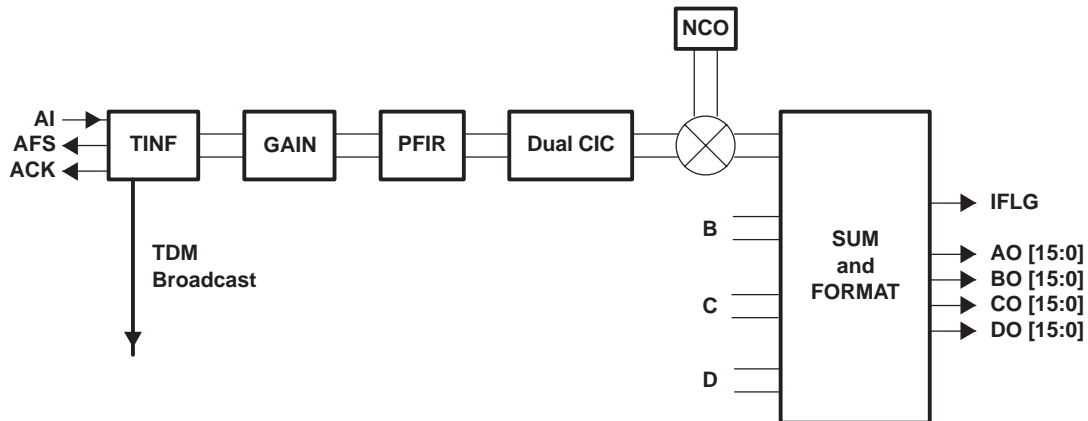 NCO
AI
AFS
ACK
TINF
GAIN
PFIR
Dual CIC
TDM
Broadcast
B
C
D
SUM
and
FORMAT
IFLG
AO [15:0]
BO [15:0]
CO [15:0]
DO [15:0]